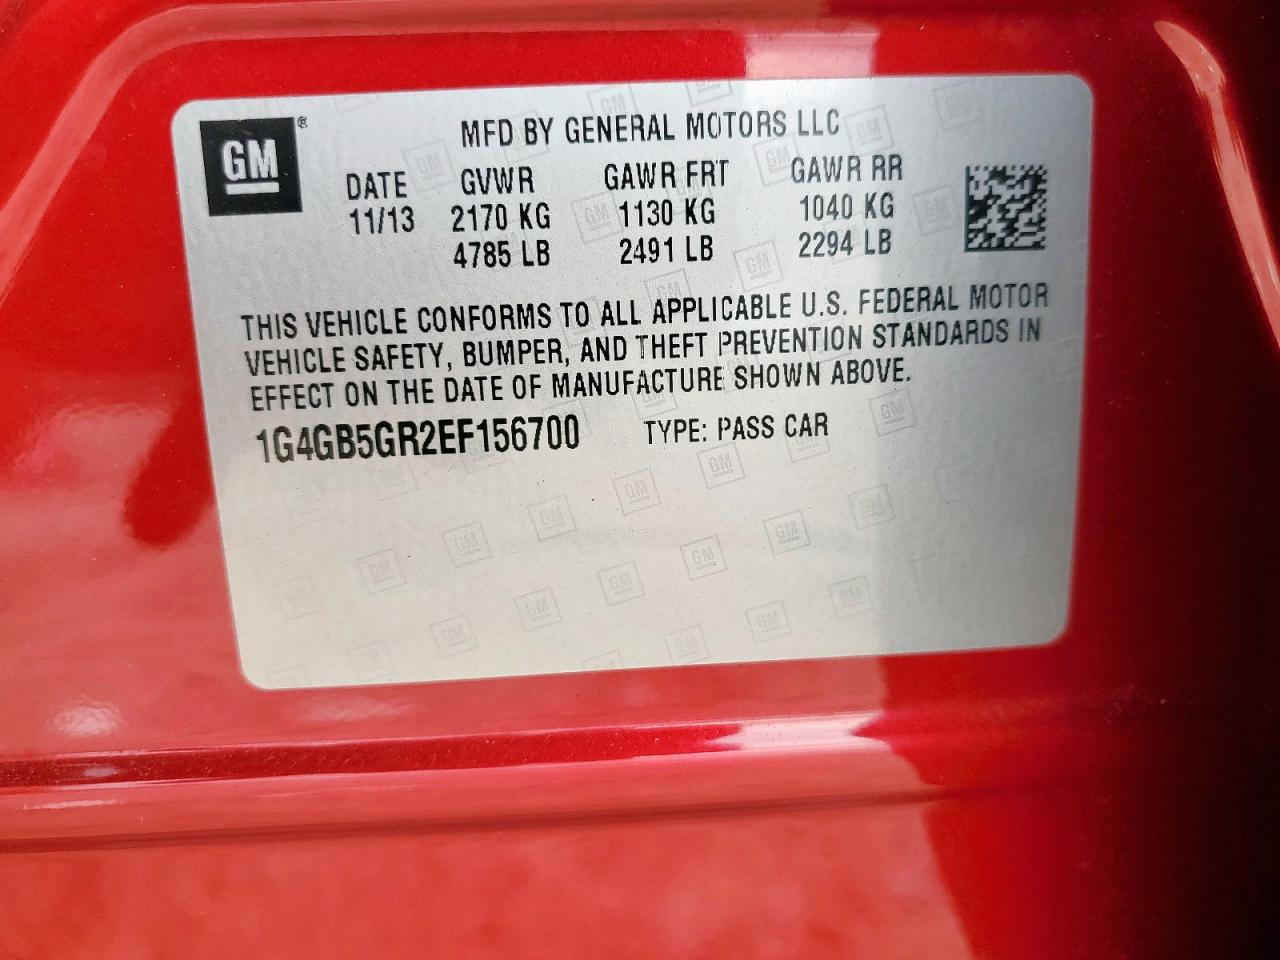 GM®
MFD BY GENERAL MOTORS LLC
DATE GVWR GAWR FRT GAWR RR
11/13 2170 KG 1130 KG 1040 KG
4785 LB 2491 LB 2294 LB
THIS VEHICLE CONFORMS TO ALL APPLICABLE U.S. FEDERAL MOTOR
VEHICLE SAFETY, BUMPER, AND THEFT PREVENTION STANDARDS IN
EFFECT ON THE DATE OF MANUFACTURE SHOWN ABOVE.
1G4GB5GR2EF156700 TYPE: PASS CAR